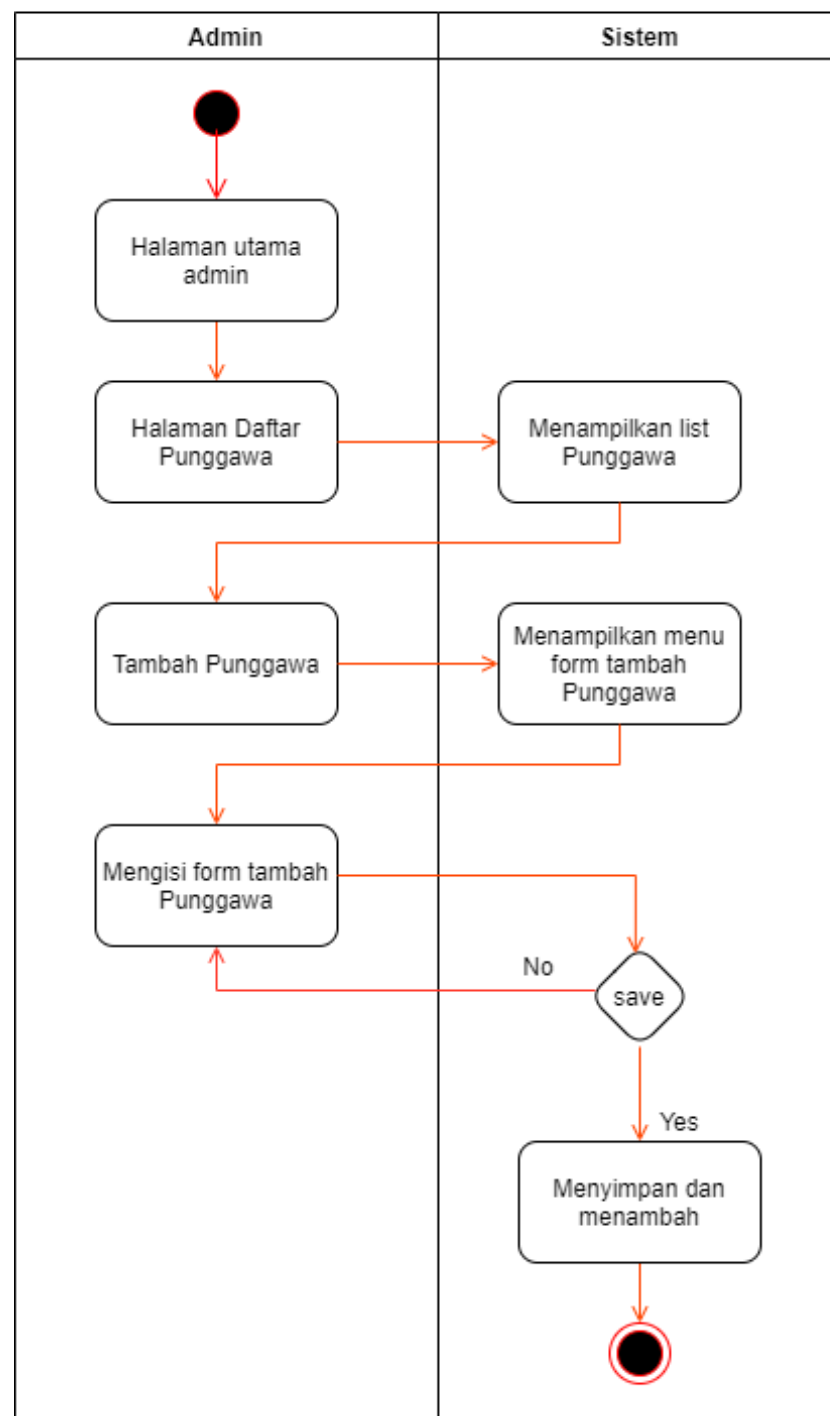 Admin
Sistem
Halaman utama
admin
Halaman Daftar
Punggawa
Menampilkan list
Punggawa
Tambah Punggawa
Menampilkan menu
form tambah
Punggawa
Mengisi form tambah
Punggawa
No
save
Yes
Menyimpan dan
menambah